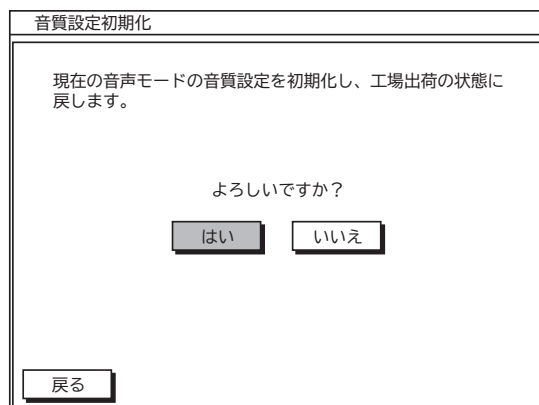 音質設定初期化
現在の音声モードの音質設定を初期化し、工場出荷の状態に
戻します。
よろしいですか？
はい
いいえ
戻る